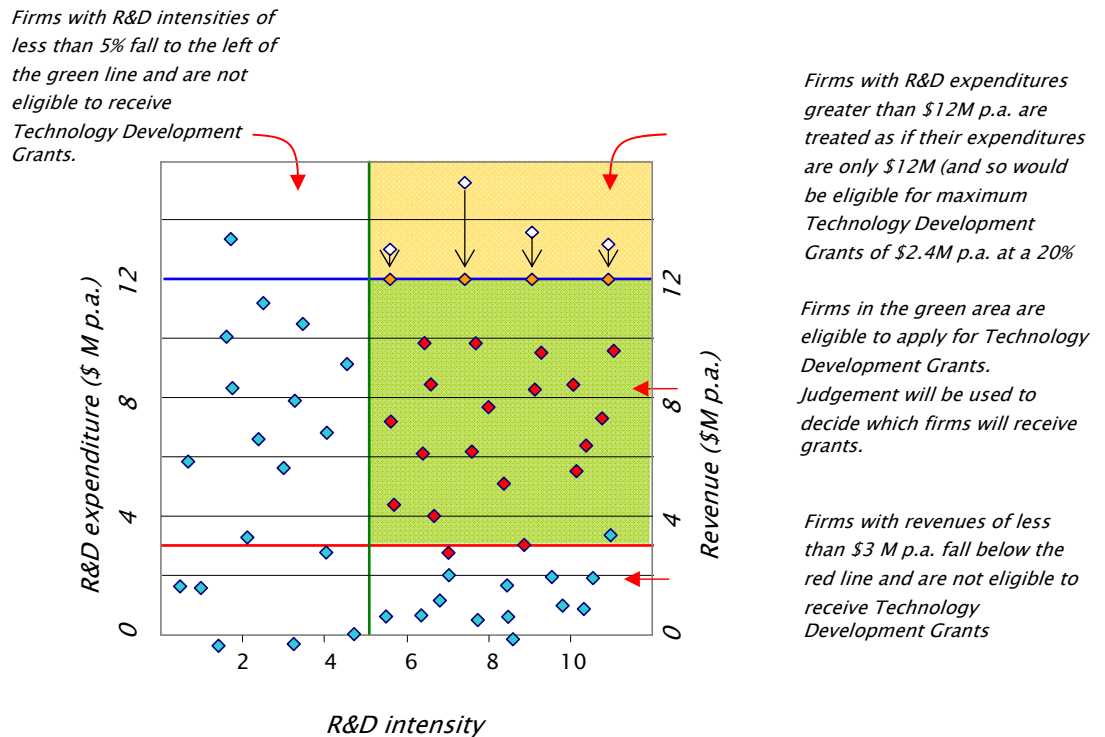 Firms with R&D intensities of
less than 5% fall to the left of
the green line and are not
eligible to receive
Technology Development
Grants.
Firms with R&D expenditures
greater than $12M p.a. are
treated as if their expenditures
are only $12M (and so would
be eligible for maximum
Technology Development
Grants of $2.4M p.a. at a 20%
Firms in the green area are
eligible to apply for Technology
Development Grants.
Judgement will be used to
decide which firms will receive
grants.
Firms with revenues of less
than $3 M p.a. fall below the
red line and are not eligible to
receive Technology
Development Grants
R&D expenditure ($ M p.a.)
12
8
4
0
Revenue ($M p.a.)
12
8
4
0
2 4 6 8 10
R&D intensity